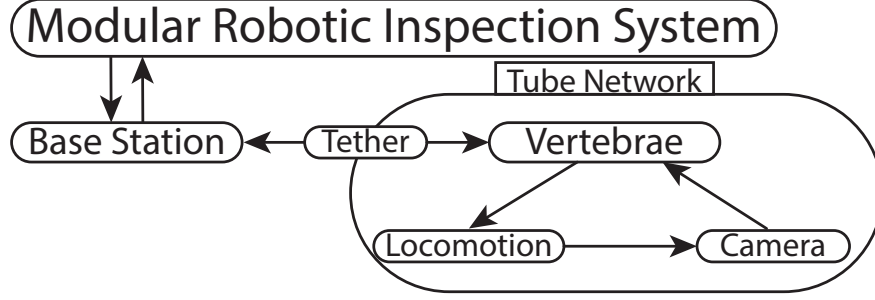 Modular Robotic Inspection System
Tube Network
Base Station
Tether
Vertebrae
Locomotion
Camera